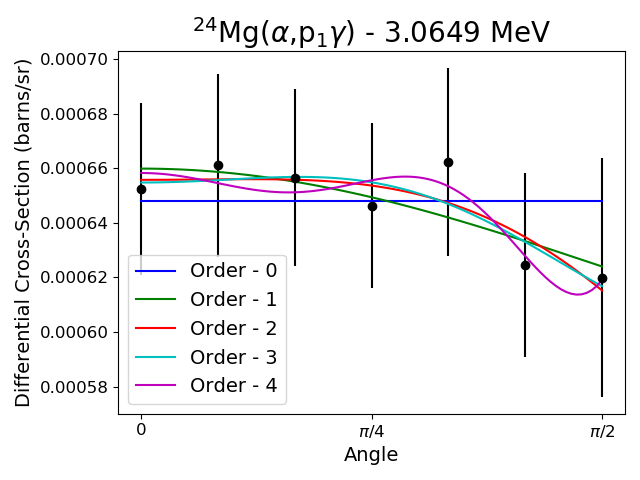 ²⁴Mg(α,p₁γ) - 3.0649 MeV
Differential Cross-Section (barns/sr)
0.00070
0.00068
0.00066
0.00064
0.00062
0.00060
0.00058
Order - 0
Order - 1
Order - 2
Order - 3
Order - 4
0
π/4
π/2
Angle